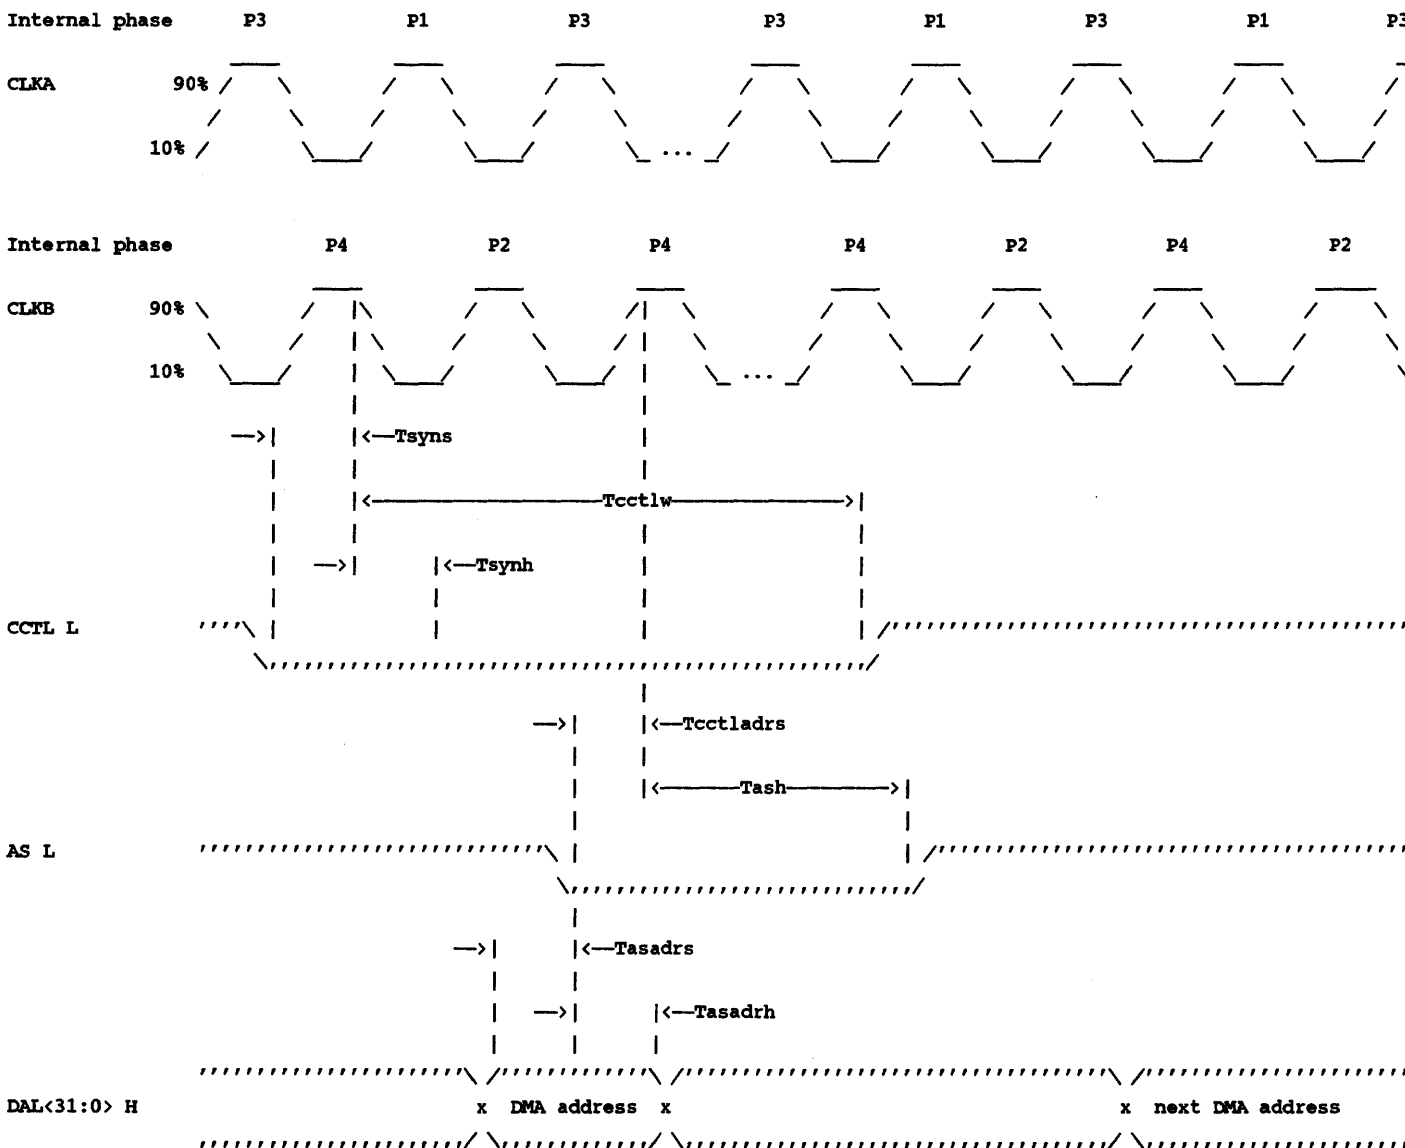 Internal phase P3 P1 P3 P3 P1 P3 P1 P3
CLKA 90%
10% ...
Internal phase P4 P2 P4 P4 P2 P4 P2
CLKB 90%
10% ...
Tsyns
Tcctlw
Tsynh
CCTL L
Tcctladrs
Tash
AS L
Tasadrs
Tasadrh
DAL<31:0> H x DMA address x x next DMA address